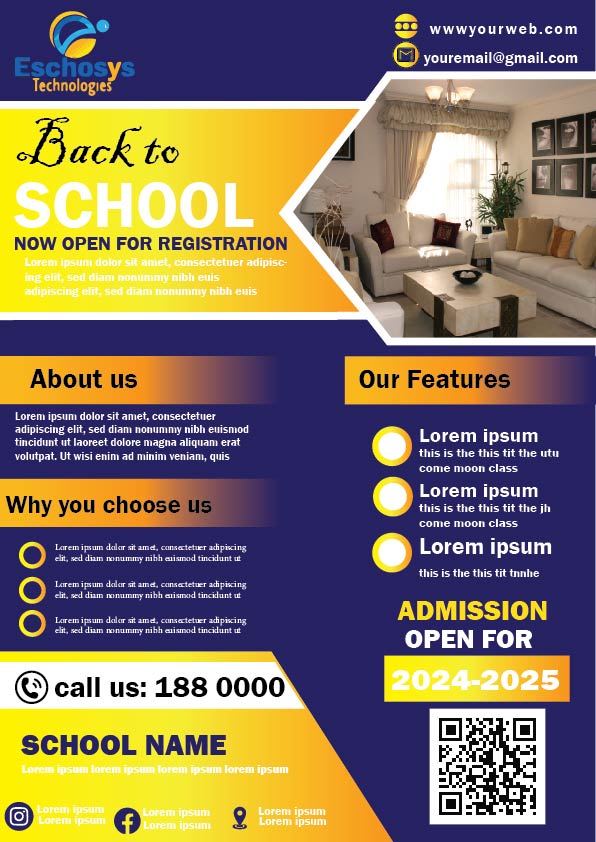 Eschosys
Technologies
wwwyourweb.com
youremail@gmail.com
Back to
SCHOOL
NOW OPEN FOR REGISTRATION
Lorem ipsum dolor sit amet, consectetuer adipisc-
ing elit, sed diam nonummy nibh euis
adipiscing elit, sed diam nonummy nibh euis
About us
Lorem ipsum dolor sit amet, consectetuer
adipiscing elit, sed diam nonummy nibh euismod
tincidunt ut laoreet dolore magna aliquam erat
volutpat. Ut wisi enim ad minim veniam, quis
Why you choose us
Lorem ipsum dolor sit amet, consectetuer adipiscing
elit, sed diam nonummy nibh euismod tincidunt ut
Lorem ipsum dolor sit amet, consectetuer adipiscing
elit, sed diam nonummy nibh euismod tincidunt ut
Lorem ipsum dolor sit amet, consectetuer adipiscing
elit, sed diam nonummy nibh euismod tincidunt ut
Our Features
Lorem ipsum
this is the this tit the utu
come moon class
Lorem ipsum
this is the this tit the jh
come moon class
Lorem ipsum
this is the this tit tnnhe
ADMISSION
OPEN FOR
2024-2025
call us: 188 0000
SCHOOL NAME
Lorem ipsum lorem ipsum lorem ipsum lorem ipsum
Lorem ipsum
Lorem ipsum
Lorem ipsum
Lorem ipsum
Lorem ipsum
Lorem ipsum